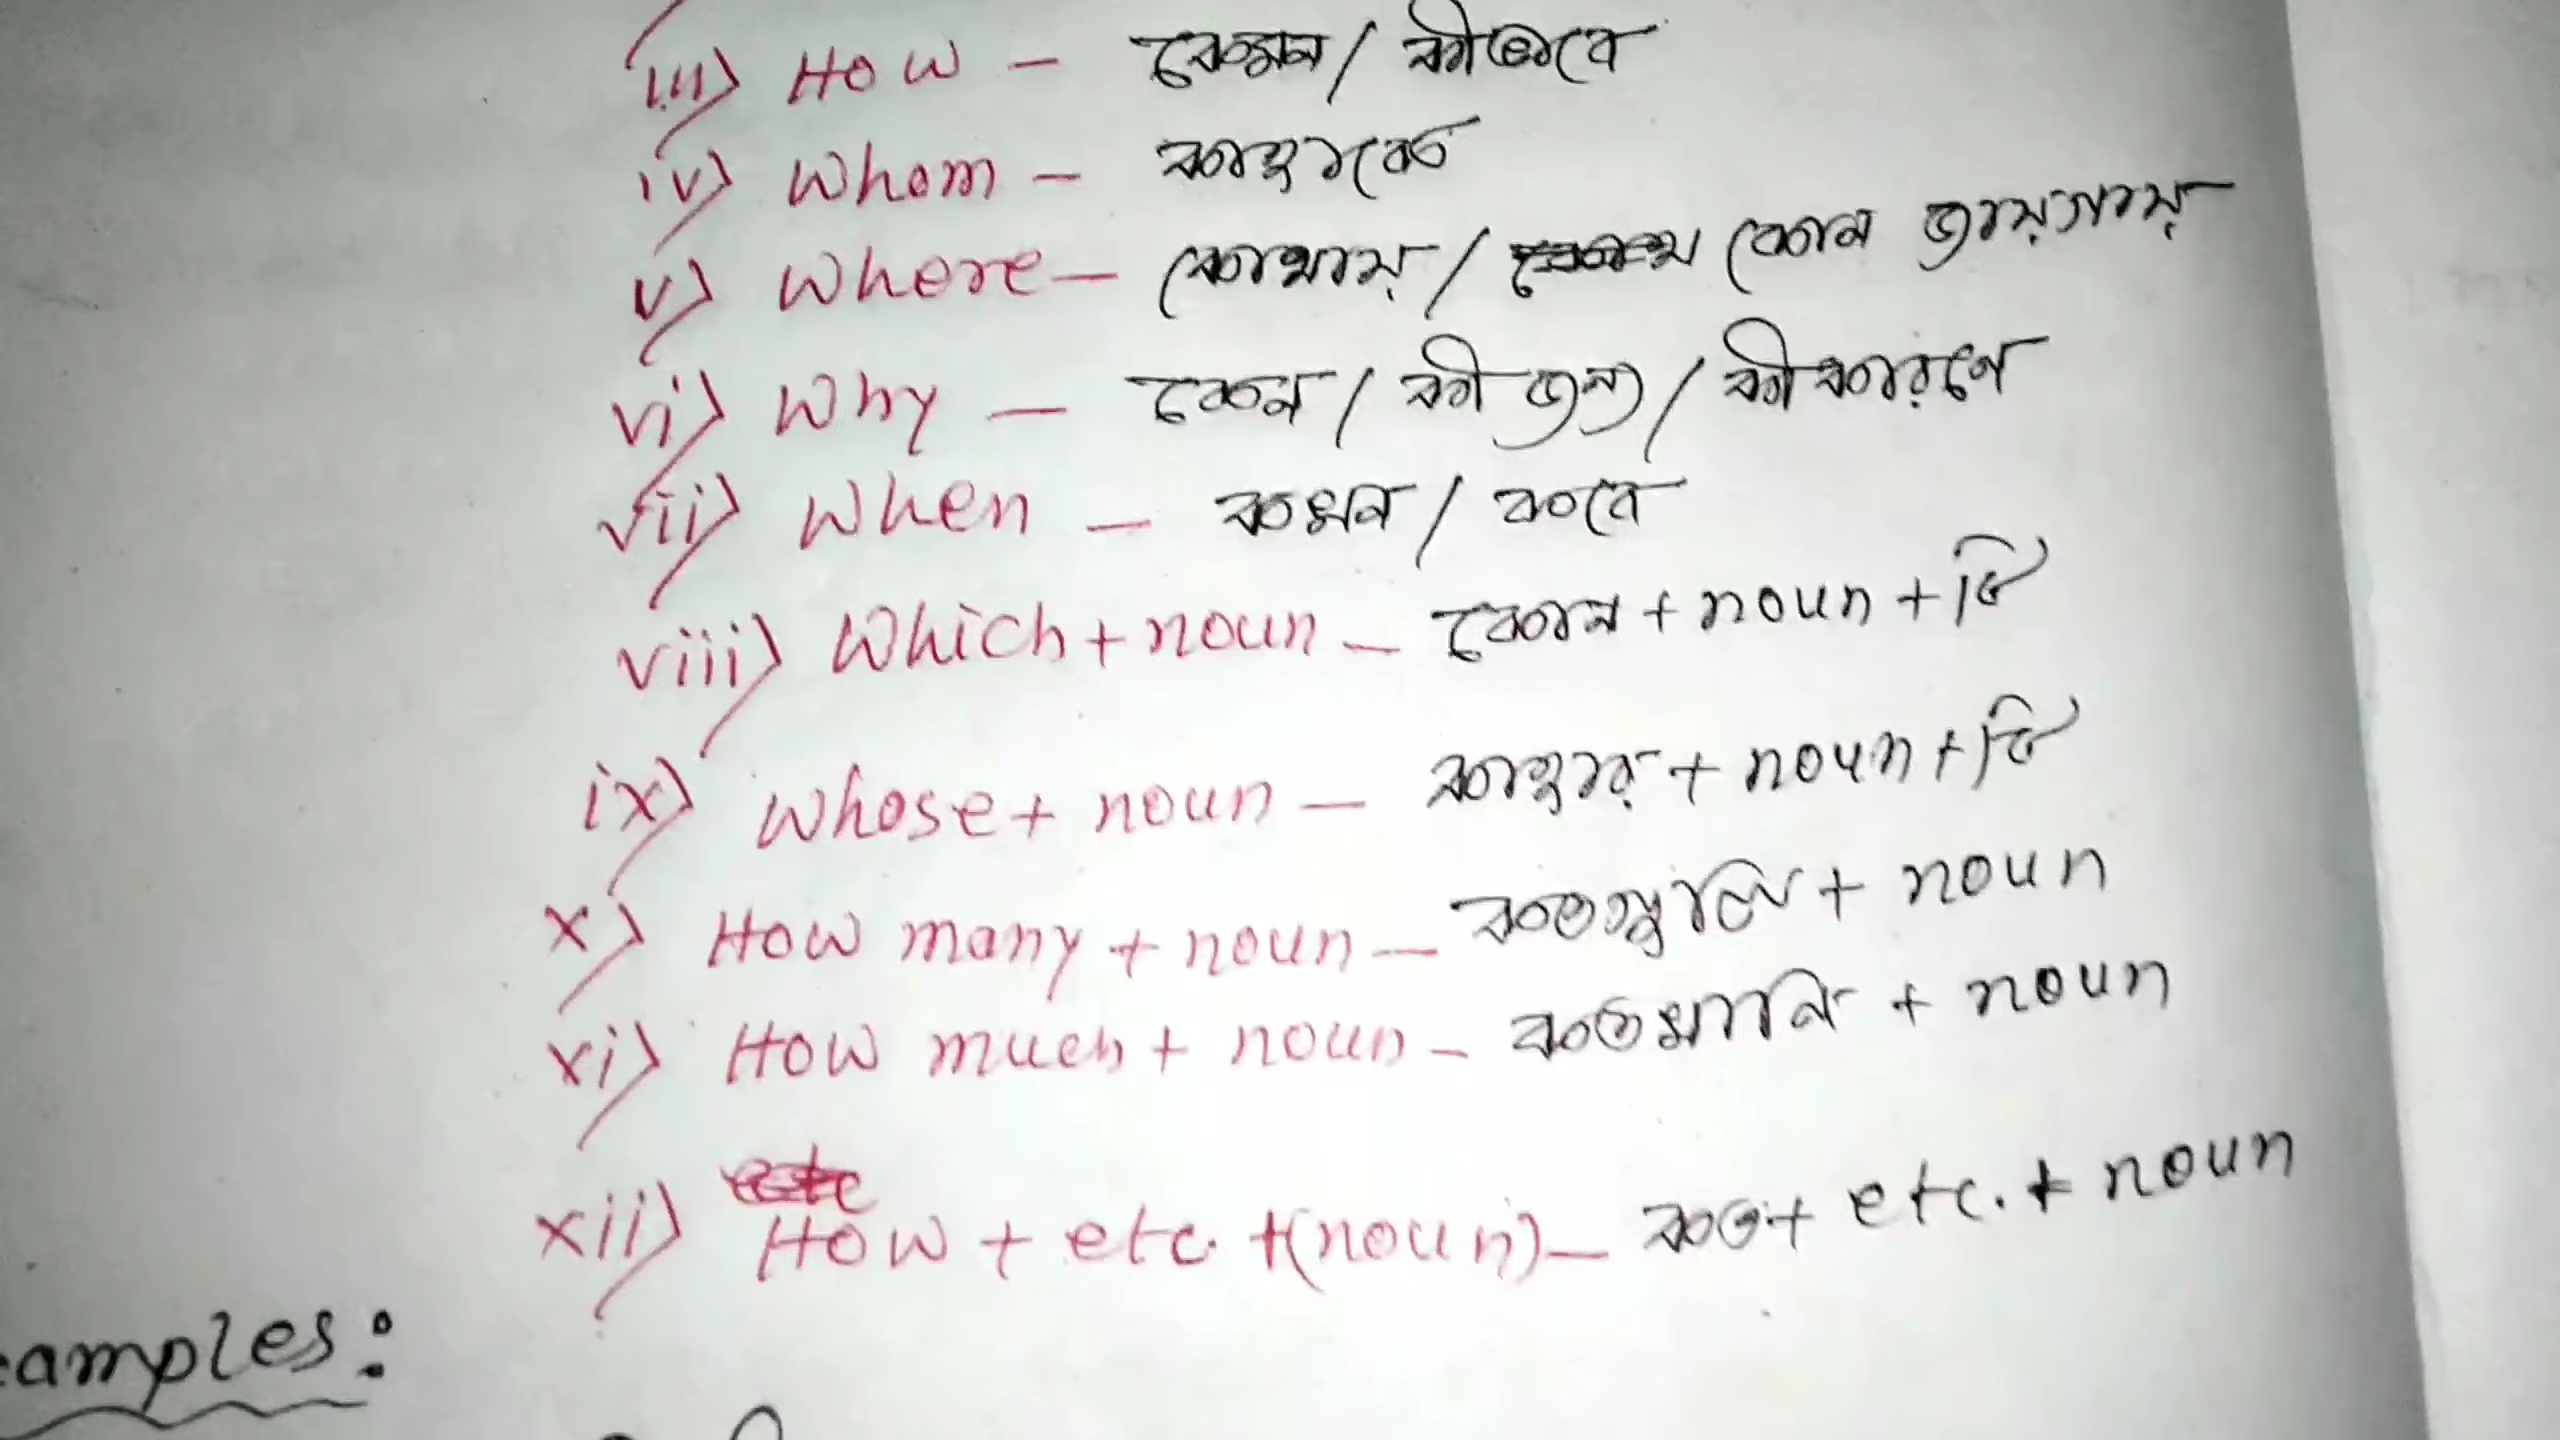 iii) How – কেমন / কীভাবে
iv) Whom – কাহাকে
v) Where – কোথায় / কোন জায়গায়
vi) Why – কেন / কী জন্য / কী কারণে
vii) When – কখন / কবে
viii) Which + noun – কোন + noun + টি
ix) Whose + noun – কাহার + noun + টি
x) How many + noun – কতগুলি + noun
xi) How much + noun – কতখানি + noun
xii) How + etc. + (noun) – কত + etc. + noun
amples: